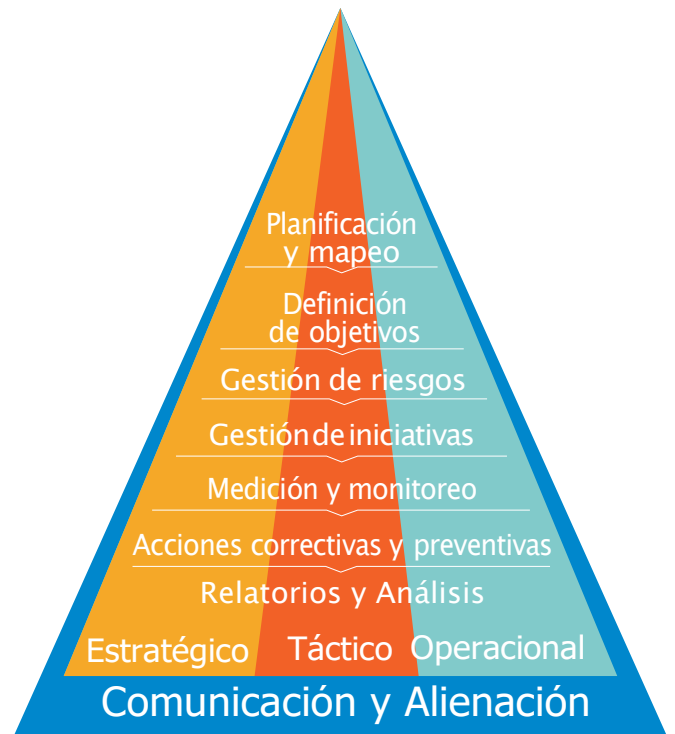 Planificación
y mapeo
Definición
de objetivos
Gestión de riesgos
Gestión de iniciativas
Medición y monitoreo
Acciones correctivas y preventivas
Relatorios y Análisis
Estratégico Táctico Operacional
Comunicación y Alienación